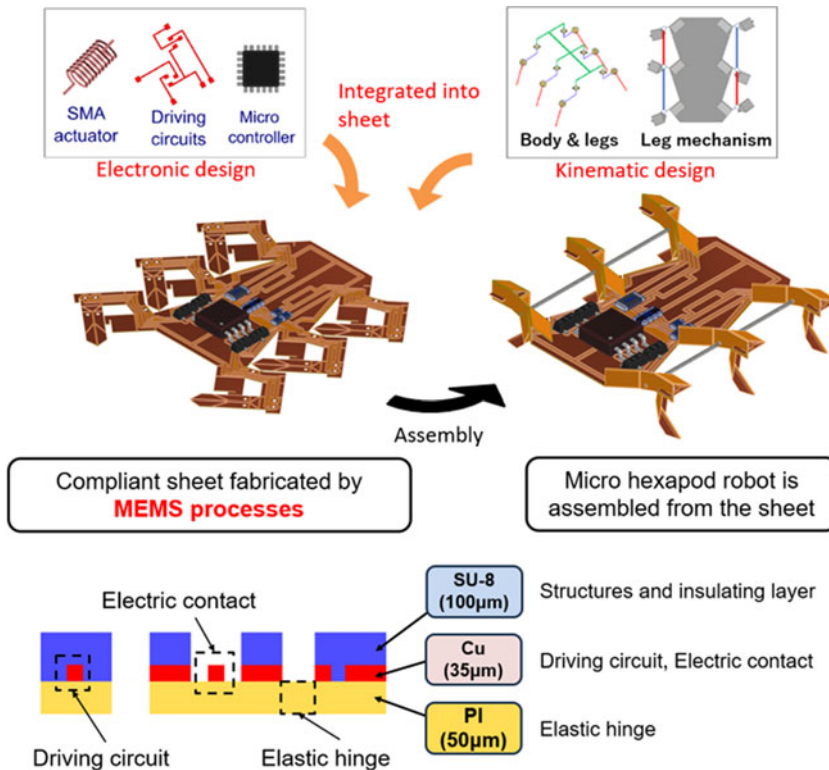 SMA
actuator
Driving
circuits
Micro
controller
Electronic design
Integrated into
sheet
Body & legs
Leg mechanism
Kinematic design
Assembly
Compliant sheet fabricated by
MEMS processes
Micro hexapod robot is
assembled from the sheet
Electric contact
Driving circuit
Elastic hinge
SU-8
(100µm)
Structures and insulating layer
Cu
(35µm)
Driving circuit, Electric contact
PI
(50µm)
Elastic hinge